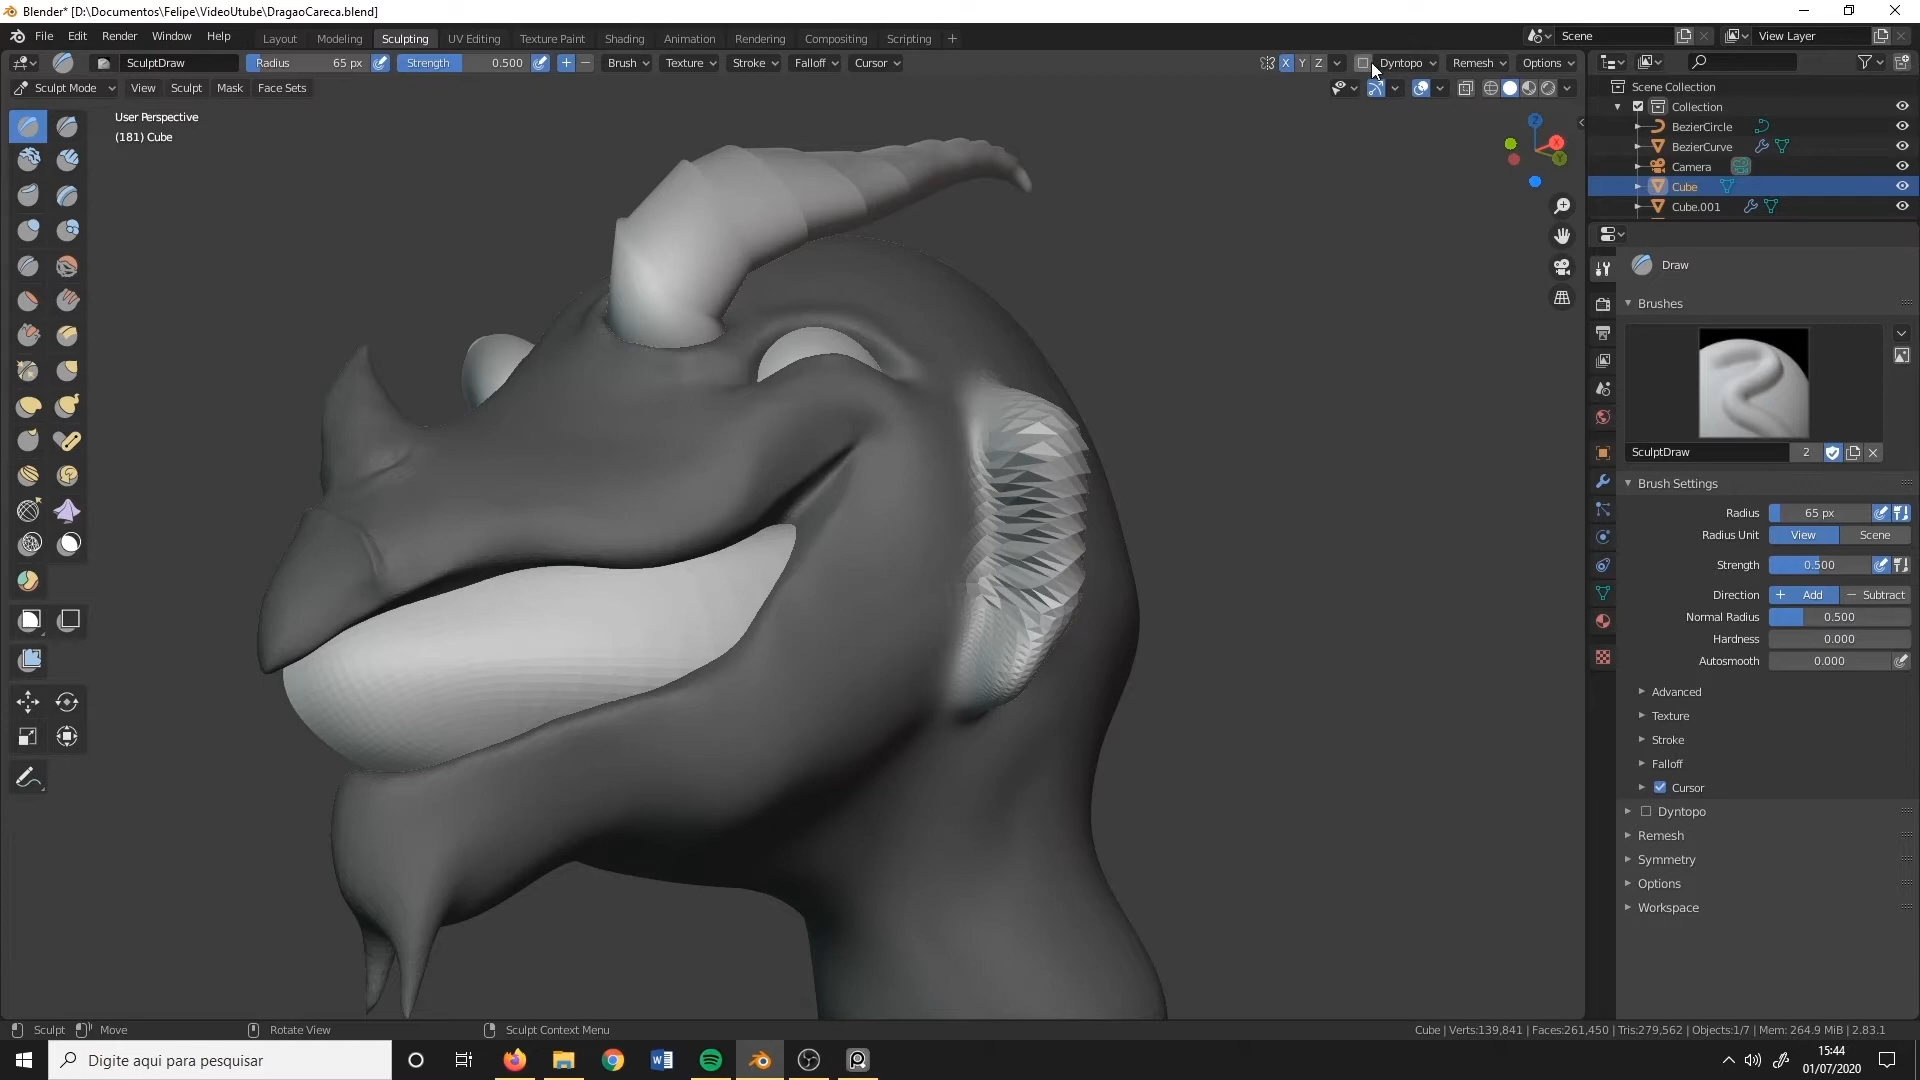 Blender* [D:\Documentos\Felipe\VideoUtube\DragaoCareca.blend]
File Edit Render Window Help Layout Modeling Sculpting UV Editing Texture Paint Shading Animation Rendering Compositing Scripting + Scene View Layer
SculptDraw Radius 65 px Strength 0.500 Brush Texture Stroke Falloff Cursor X Y Z Dyntopo Remesh Options
Sculpt Mode View Sculpt Mask Face Sets
User Perspective
(181) Cube
Z
X
Y
Scene Collection
Collection
BezierCircle
BezierCurve
Camera
Cube
Cube.001
Draw
Brushes
SculptDraw 2
Brush Settings
Radius 65 px
Radius Unit View Scene
Strength 0.500
Direction + Add − Subtract
Normal Radius 0.500
Hardness 0.000
Autosmooth 0.000
Advanced
Texture
Stroke
Falloff
Cursor
Dyntopo
Remesh
Symmetry
Options
Workspace
Sculpt Move Rotate View Sculpt Context Menu Cube | Verts:139,841 | Faces:261,450 | Tris:279,562 | Objects:1/7 | Mem: 264.9 MiB | 2.83.1
Digite aqui para pesquisar
15:44
01/07/2020